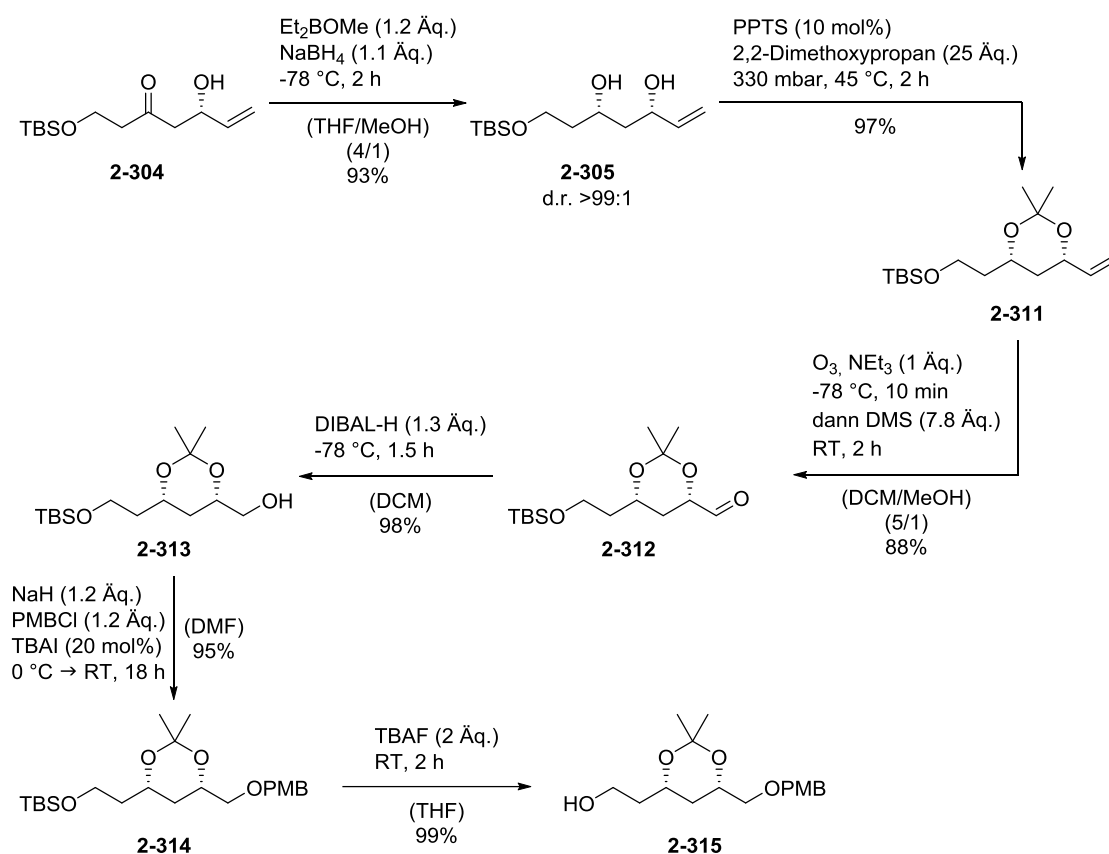 Et2BOMe (1.2 Äq.)
NaBH4 (1.1 Äq.)
-78 °C, 2 h
(THF/MeOH)
(4/1)
93%
O
OH
TBSO
2-304
OH
OH
TBSO
2-305
d.r. >99:1
PPTS (10 mol%)
2,2-Dimethoxypropan (25 Äq.)
330 mbar, 45 °C, 2 h
97%
O
O
TBSO
2-311
O3, NEt3 (1 Äq.)
-78 °C, 10 min
dann DMS (7.8 Äq.)
RT, 2 h
(DCM/MeOH)
(5/1)
88%
O
O
O
TBSO
2-312
DIBAL-H (1.3 Äq.)
-78 °C, 1.5 h
(DCM)
98%
O
O
OH
TBSO
2-313
NaH (1.2 Äq.)
PMBCl (1.2 Äq.)
TBAI (20 mol%)
0 °C → RT, 18 h
(DMF)
95%
O
O
OPMB
TBSO
2-314
TBAF (2 Äq.)
RT, 2 h
(THF)
99%
O
O
OPMB
HO
2-315